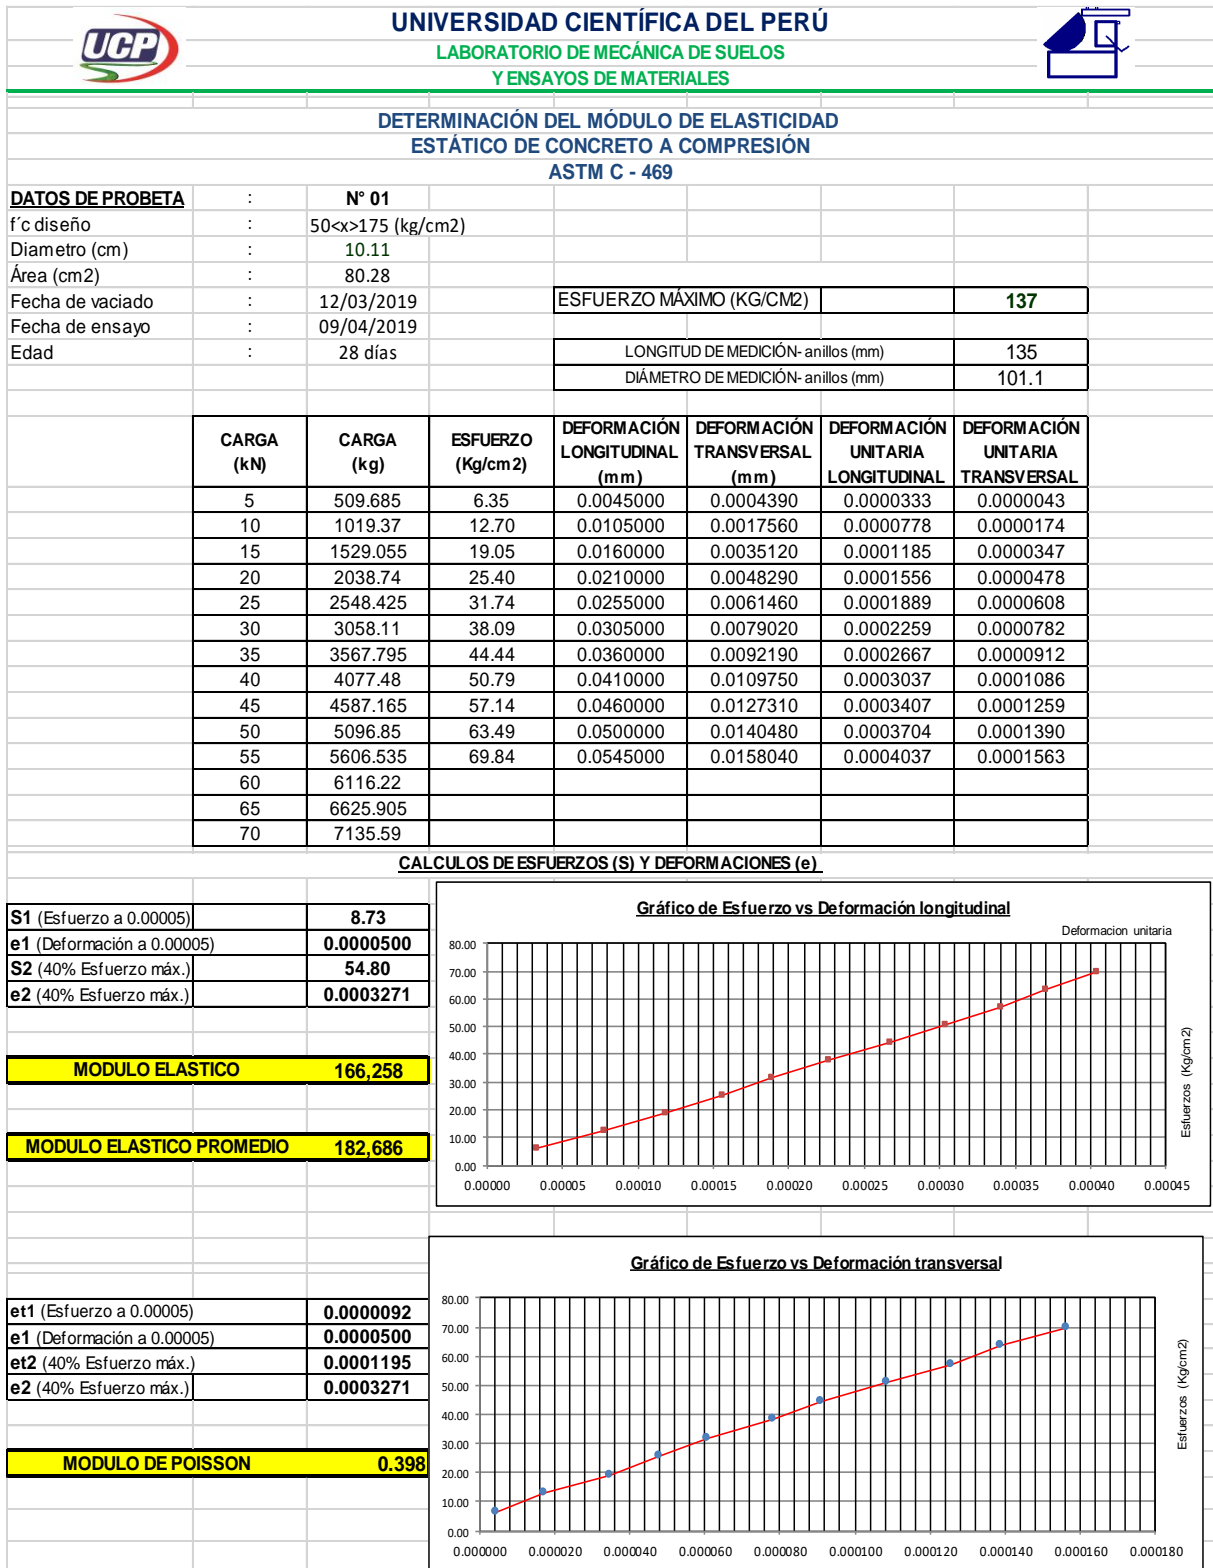 UCP
UNIVERSIDAD CIENTÍFICA DEL PERÚ
LABORATORIO DE MECÁNICA DE SUELOS
Y ENSAYOS DE MATERIALES
DETERMINACIÓN DEL MÓDULO DE ELASTICIDAD
ESTÁTICO DE CONCRETO A COMPRESIÓN
ASTM C - 469
DATOS DE PROBETA : N° 01
f´c diseño : 50<x>175 (kg/cm2)
Diametro (cm) : 10.11
Área (cm2) : 80.28
Fecha de vaciado : 12/03/2019 ESFUERZO MÁXIMO (KG/CM2) 137
Fecha de ensayo : 09/04/2019
Edad : 28 días LONGITUD DE MEDICIÓN- anillos (mm) 135
DIÁMETRO DE MEDICIÓN- anillos (mm) 101.1
CARGA (kN) CARGA (kg) ESFUERZO (Kg/cm2) DEFORMACIÓN LONGITUDINAL (mm) DEFORMACIÓN TRANSVERSAL (mm) DEFORMACIÓN UNITARIA LONGITUDINAL DEFORMACIÓN UNITARIA TRANSVERSAL
5 509.685 6.35 0.0045000 0.0004390 0.0000333 0.0000043
10 1019.37 12.70 0.0105000 0.0017560 0.0000778 0.0000174
15 1529.055 19.05 0.0160000 0.0035120 0.0001185 0.0000347
20 2038.74 25.40 0.0210000 0.0048290 0.0001556 0.0000478
25 2548.425 31.74 0.0255000 0.0061460 0.0001889 0.0000608
30 3058.11 38.09 0.0305000 0.0079020 0.0002259 0.0000782
35 3567.795 44.44 0.0360000 0.0092190 0.0002667 0.0000912
40 4077.48 50.79 0.0410000 0.0109750 0.0003037 0.0001086
45 4587.165 57.14 0.0460000 0.0127310 0.0003407 0.0001259
50 5096.85 63.49 0.0500000 0.0140480 0.0003704 0.0001390
55 5606.535 69.84 0.0545000 0.0158040 0.0004037 0.0001563
60 6116.22
65 6625.905
70 7135.59
CALCULOS DE ESFUERZOS (S) Y DEFORMACIONES (e)
S1 (Esfuerzo a 0.00005) 8.73
e1 (Deformación a 0.00005) 0.0000500
S2 (40% Esfuerzo máx.) 54.80
e2 (40% Esfuerzo máx.) 0.0003271
MODULO ELASTICO 166,258
MODULO ELASTICO PROMEDIO 182,686
Gráfico de Esfuerzo vs Deformación longitudinal
Deformacion unitaria
80.00
70.00
60.00
50.00
40.00
30.00
20.00
10.00
0.00
Esfuerzos (Kg/cm2)
0.00000 0.00005 0.00010 0.00015 0.00020 0.00025 0.00030 0.00035 0.00040 0.00045
et1 (Esfuerzo a 0.00005) 0.0000092
e1 (Deformación a 0.00005) 0.0000500
et2 (40% Esfuerzo máx.) 0.0001195
e2 (40% Esfuerzo máx.) 0.0003271
MODULO DE POISSON 0.398
Gráfico de Esfuerzo vs Deformación transversal
80.00
70.00
60.00
50.00
40.00
30.00
20.00
10.00
0.00
Esfuerzos (Kg/cm2)
0.000000 0.000020 0.000040 0.000060 0.000080 0.000100 0.000120 0.000140 0.000160 0.000180